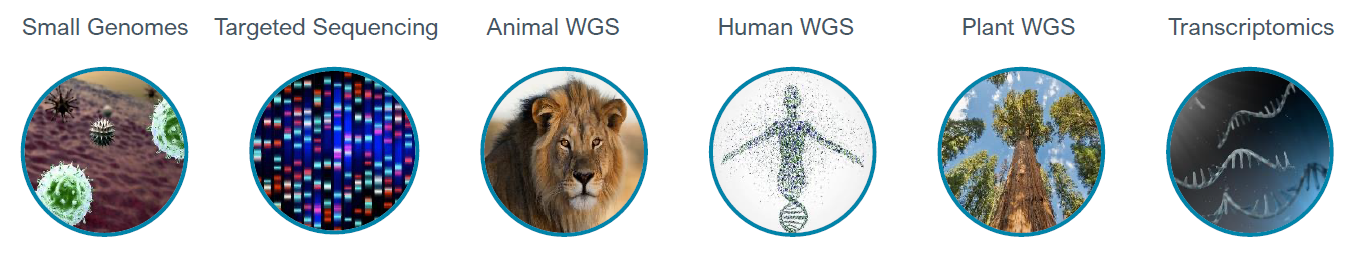 Small Genomes
Targeted Sequencing
Animal WGS
Human WGS
Plant WGS
Transcriptomics